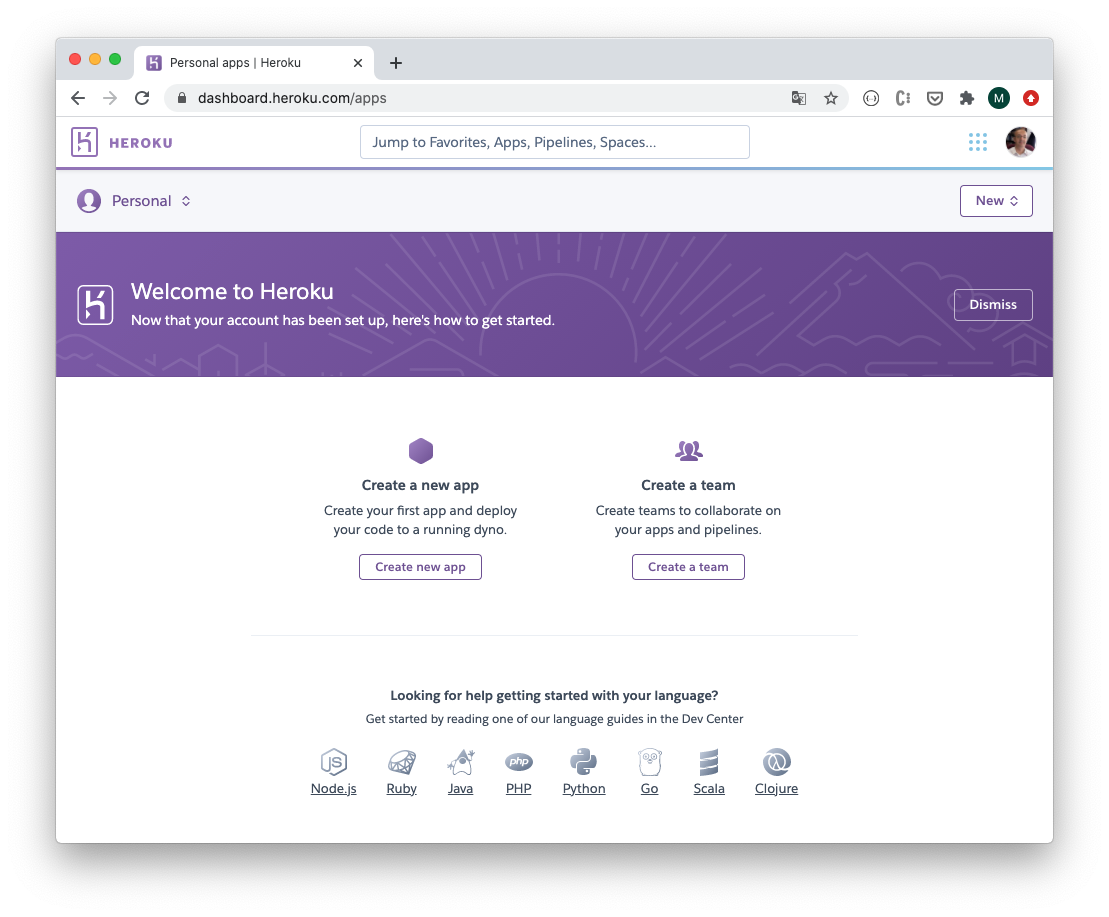 Personal apps | Heroku
dashboard.heroku.com/apps
M
HEROKU
Jump to Favorites, Apps, Pipelines, Spaces...
Personal
New
Welcome to Heroku
Now that your account has been set up, here's how to get started.
Dismiss
Create a new app
Create your first app and deploy
your code to a running dyno.
Create new app
Create a team
Create teams to collaborate on
your apps and pipelines.
Create a team
Looking for help getting started with your language?
Get started by reading one of our language guides in the Dev Center
JS
php
Node.js Ruby Java PHP Python Go Scala Clojure